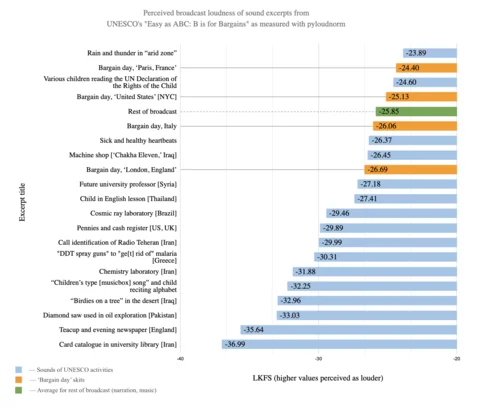 Perceived broadcast loudness of sound excerpts from
UNESCO's "Easy as ABC: B is for Bargains" as measured with pyloudnorm
Rain and thunder in "arid zone"
-23.89
Bargain day, ‘Paris, France’
-24.40
Various children reading the UN Declaration of
the Rights of the Child
-24.60
Bargain day, ‘United States’ [NYC]
-25.13
Rest of broadcast
-25.85
Bargain day, Italy
-26.06
Sick and healthy heartbeats
-26.37
Machine shop [‘Chakha Eleven,’ Iraq]
-26.45
Bargain day, ‘London, England’
-26.69
Future university professor [Syria]
-27.18
Child in English lesson [Thailand]
-27.41
Cosmic ray laboratory [Brazil]
-29.46
Pennies and cash register [US, UK]
-29.89
Call identification of Radio Teheran [Iran]
-29.99
"DDT spray guns" to "ge[t] rid of" malaria
[Greece]
-30.31
Chemistry laboratory [Iran]
-31.88
“Children’s type [musicbox] song” and child
reciting alphabet
-32.25
“Birdies on a tree” in the desert [Iraq]
-32.96
Diamond saw used in oil exploration [Pakistan]
-33.03
Teacup and evening newspaper [England]
-35.64
Card catalogue in university library [Iran]
-36.99
Excerpt title
-40
-30
-20
LKFS (higher values perceived as louder)
— Sounds of UNESCO activities
— ‘Bargain day’ skits
— Average for rest of broadcast (narration, music)